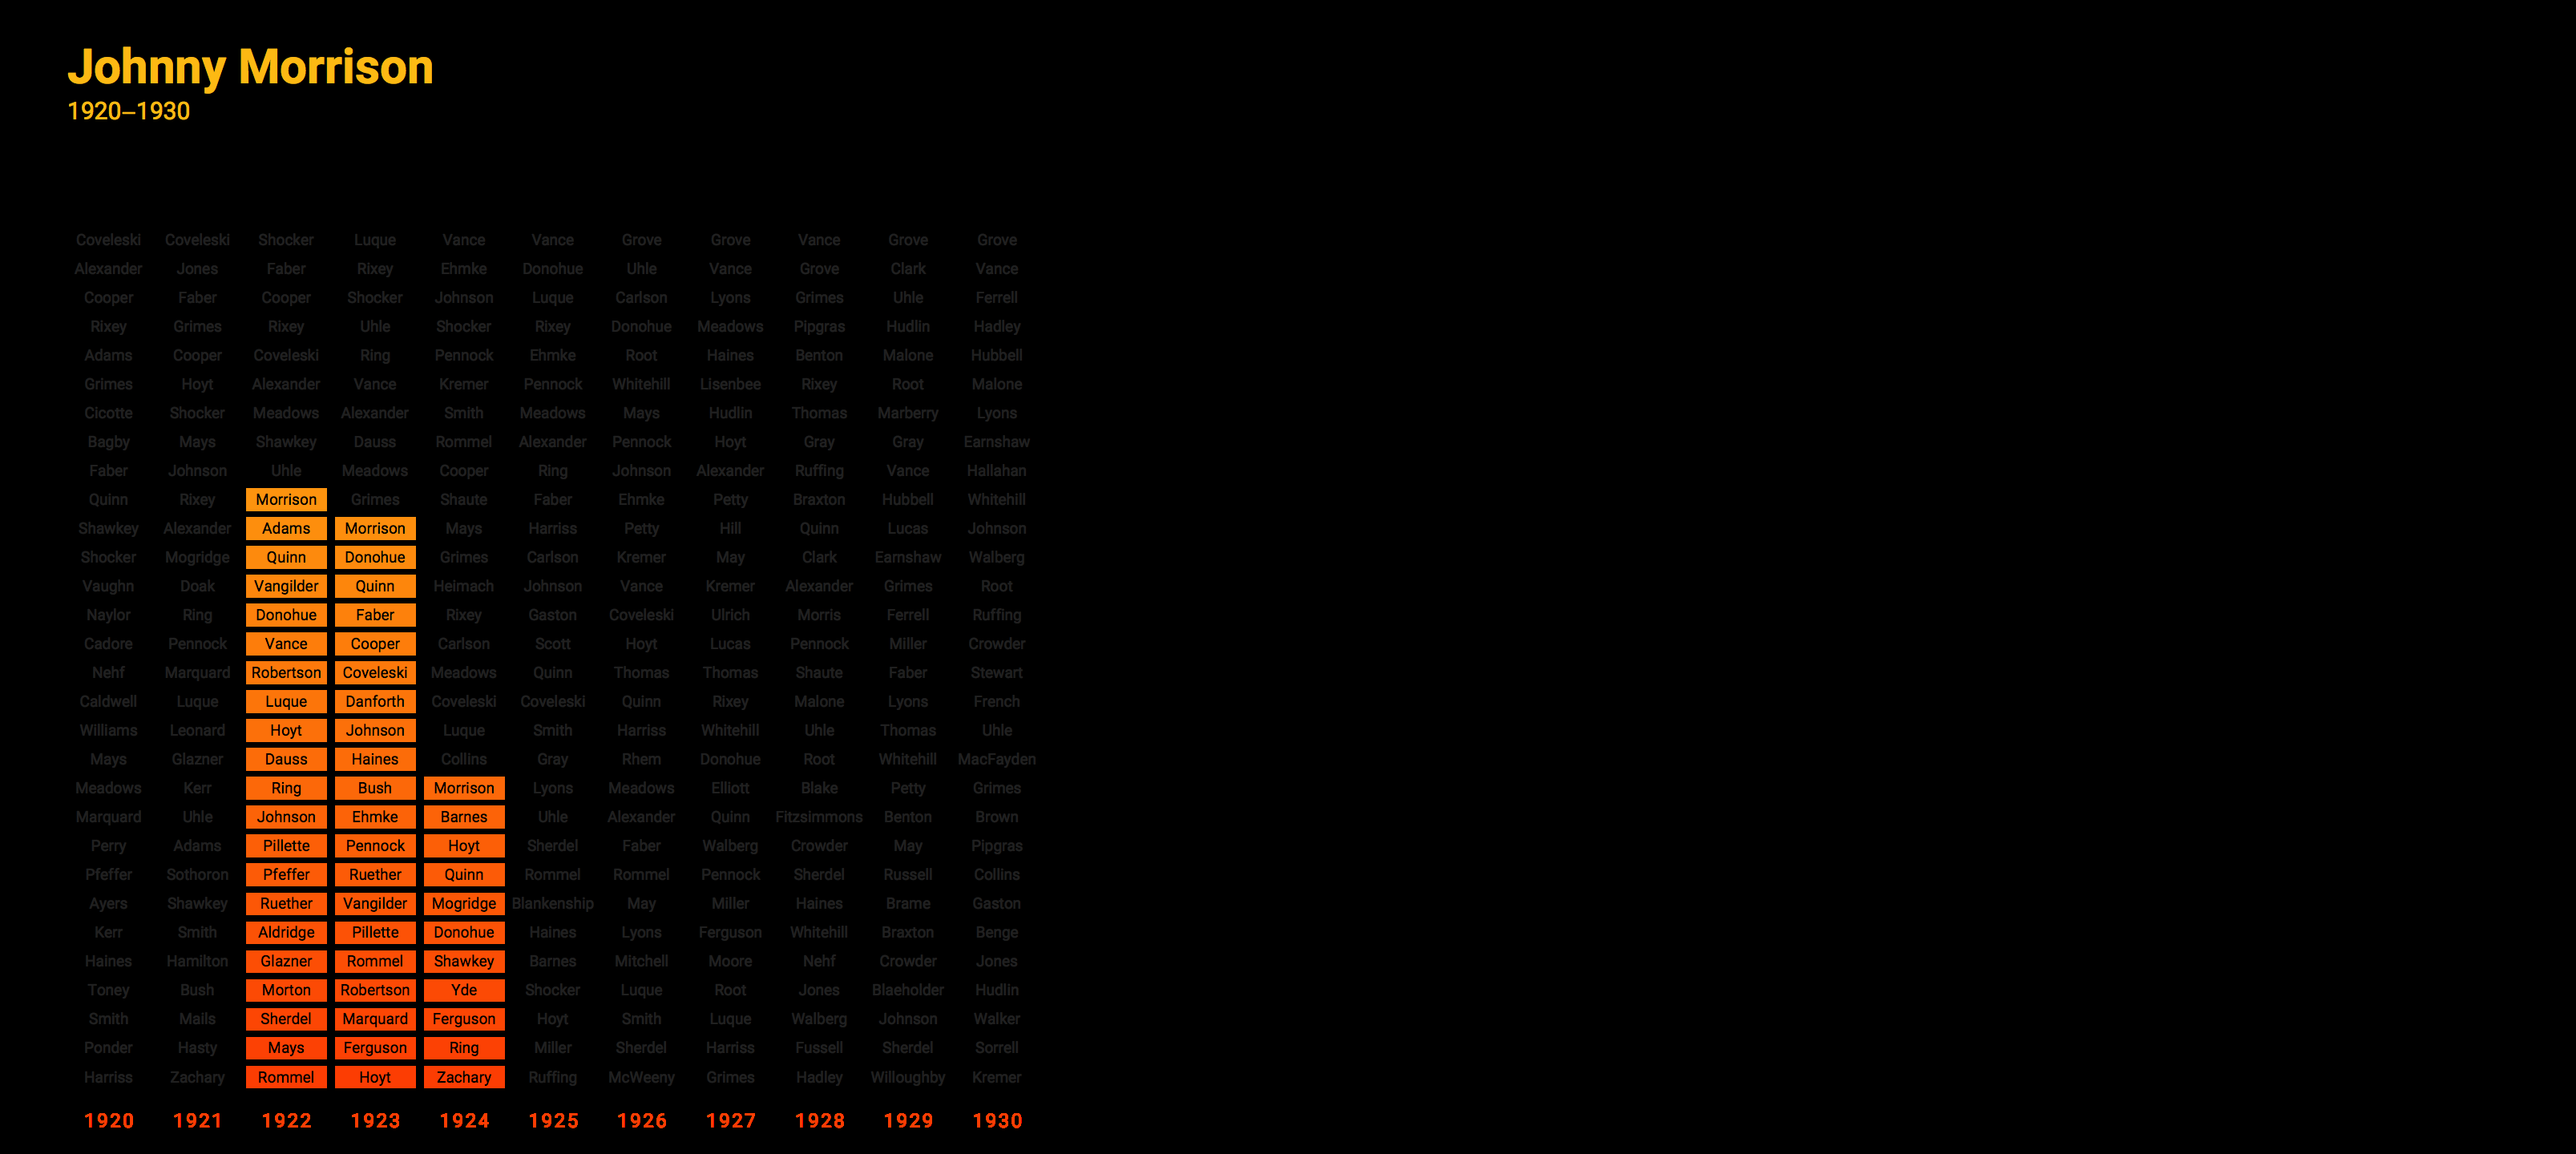 Johnny Morrison
1920–1930
Coveleski Coveleski Shocker Luque Vance Vance Grove Grove Vance Grove Grove
Alexander Jones Faber Rixey Ehmke Donohue Uhle Vance Grove Clark Vance
Cooper Faber Cooper Shocker Johnson Luque Carlson Lyons Grimes Uhle Ferrell
Rixey Grimes Rixey Uhle Shocker Rixey Donohue Meadows Pipgras Hudlin Hadley
Adams Cooper Coveleski Ring Pennock Ehmke Root Haines Benton Malone Hubbell
Grimes Hoyt Alexander Vance Kremer Pennock Whitehill Lisenbee Rixey Root Malone
Cicotte Shocker Meadows Alexander Smith Meadows Mays Hudlin Thomas Marberry Lyons
Bagby Mays Shawkey Dauss Rommel Alexander Pennock Hoyt Gray Gray Earnshaw
Faber Johnson Uhle Meadows Cooper Ring Johnson Alexander Ruffing Vance Hallahan
Quinn Rixey Morrison Grimes Shaute Faber Ehmke Petty Braxton Hubbell Whitehill
Shawkey Alexander Adams Morrison Mays Harriss Petty Hill Quinn Lucas Johnson
Shocker Mogridge Quinn Donohue Grimes Carlson Kremer May Clark Earnshaw Walberg
Vaughn Doak Vangilder Quinn Heimach Johnson Vance Kremer Alexander Grimes Root
Naylor Ring Donohue Faber Rixey Gaston Coveleski Ulrich Morris Ferrell Ruffing
Cadore Pennock Vance Cooper Carlson Scott Hoyt Lucas Pennock Miller Crowder
Nehf Marquard Robertson Coveleski Meadows Quinn Thomas Thomas Shaute Faber Stewart
Caldwell Luque Luque Danforth Coveleski Coveleski Quinn Rixey Malone Lyons French
Williams Leonard Hoyt Johnson Luque Smith Harriss Whitehill Uhle Thomas Uhle
Mays Glazner Dauss Haines Collins Gray Rhem Donohue Root Whitehill MacFayden
Meadows Kerr Ring Bush Morrison Lyons Meadows Elliott Blake Petty Grimes
Marquard Uhle Johnson Ehmke Barnes Uhle Alexander Quinn Fitzsimmons Benton Brown
Perry Adams Pillette Pennock Hoyt Sherdel Faber Walberg Crowder May Pipgras
Pfeffer Sothoron Pfeffer Ruether Quinn Rommel Rommel Pennock Sherdel Russell Collins
Ayers Shawkey Ruether Vangilder Mogridge Blankenship May Miller Haines Brame Gaston
Kerr Smith Aldridge Pillette Donohue Haines Lyons Ferguson Whitehill Braxton Benge
Haines Hamilton Glazner Rommel Shawkey Barnes Mitchell Moore Nehf Crowder Jones
Toney Bush Morton Robertson Yde Shocker Luque Root Jones Blaeholder Hudlin
Smith Mails Sherdel Marquard Ferguson Hoyt Smith Luque Walberg Johnson Walker
Ponder Hasty Mays Ferguson Ring Miller Sherdel Harriss Fussell Sherdel Sorrell
Harriss Zachary Rommel Hoyt Zachary Ruffing McWeeny Grimes Hadley Willoughby Kremer
1920 1921 1922 1923 1924 1925 1926 1927 1928 1929 1930